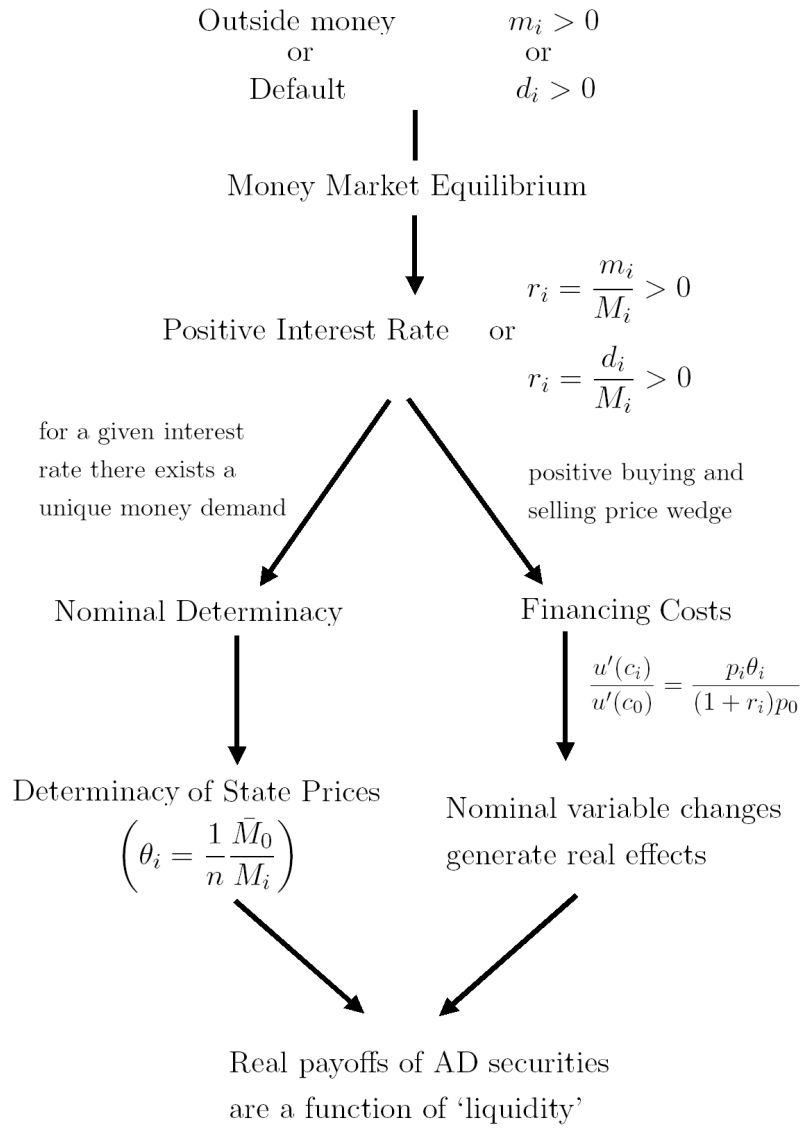 Outside money m_i > 0
or or
Default d_i > 0
Money Market Equilibrium
r_i = m_i / M_i > 0
Positive Interest Rate or
r_i = d_i / M_i > 0
for a given interest
rate there exists a
unique money demand
positive buying and
selling price wedge
Nominal Determinacy
Financing Costs
u′(c_i) / u′(c_0) = p_i θ_i / (1 + r_i)p_0
Determinacy of State Prices
(θ_i = 1/n M̄_0/M_i)
Nominal variable changes
generate real effects
Real payoffs of AD securities
are a function of ‘liquidity’